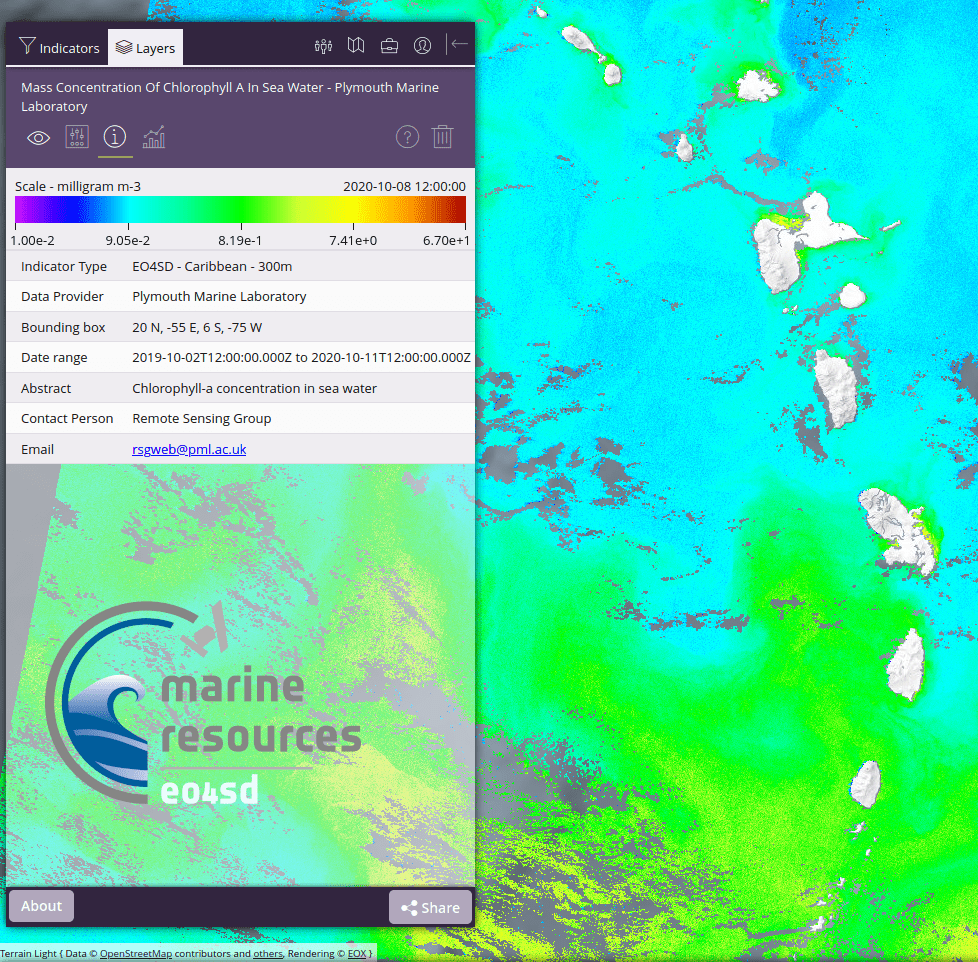 Indicators Layers
Mass Concentration Of Chlorophyll A In Sea Water - Plymouth Marine
Laboratory
Scale - milligram m-3 2020-10-08 12:00:00
1.00e-2 9.05e-2 8.19e-1 7.41e+0 6.70e+1
Indicator Type EO4SD - Caribbean - 300m
Data Provider Plymouth Marine Laboratory
Bounding box 20 N, -55 E, 6 S, -75 W
Date range 2019-10-02T12:00:00.000Z to 2020-10-11T12:00:00.000Z
Abstract Chlorophyll-a concentration in sea water
Contact Person Remote Sensing Group
Email rsgweb@pml.ac.uk
marine
resources
eo4sd
About Share
Terrain Light { Data © OpenStreetMap contributors and others, Rendering © EOX }